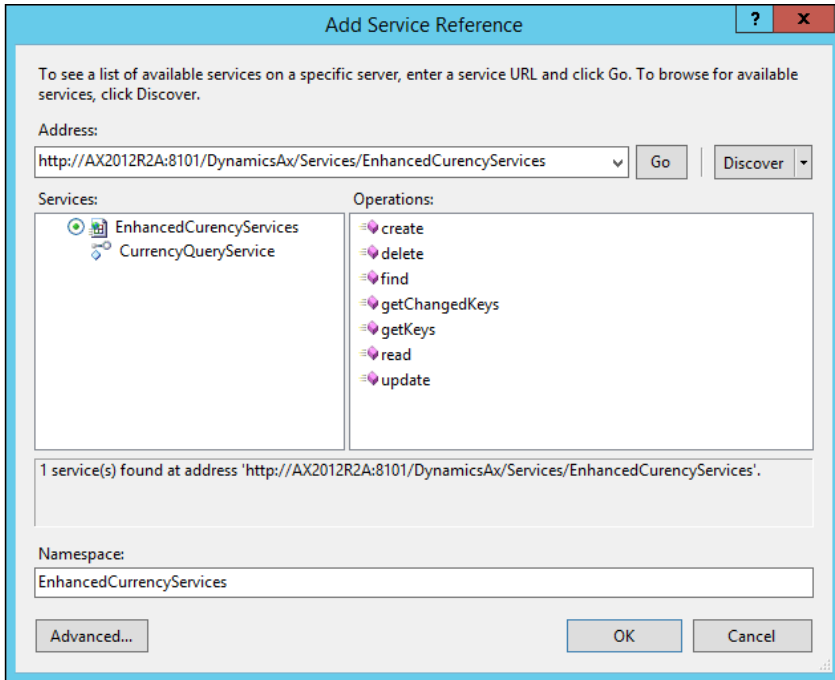 Add Service Reference
?
x
To see a list of available services on a specific server, enter a service URL and click Go. To browse for available
services, click Discover.
Address:
http://AX2012R2A:8101/DynamicsAx/Services/EnhancedCurencyServices
Go
Discover
Services:
Operations:
EnhancedCurencyServices
CurrencyQueryService
create
delete
find
getChangedKeys
getKeys
read
update
1 service(s) found at address 'http://AX2012R2A:8101/DynamicsAx/Services/EnhancedCurencyServices'.
Namespace:
EnhancedCurrencyServices
Advanced...
OK
Cancel